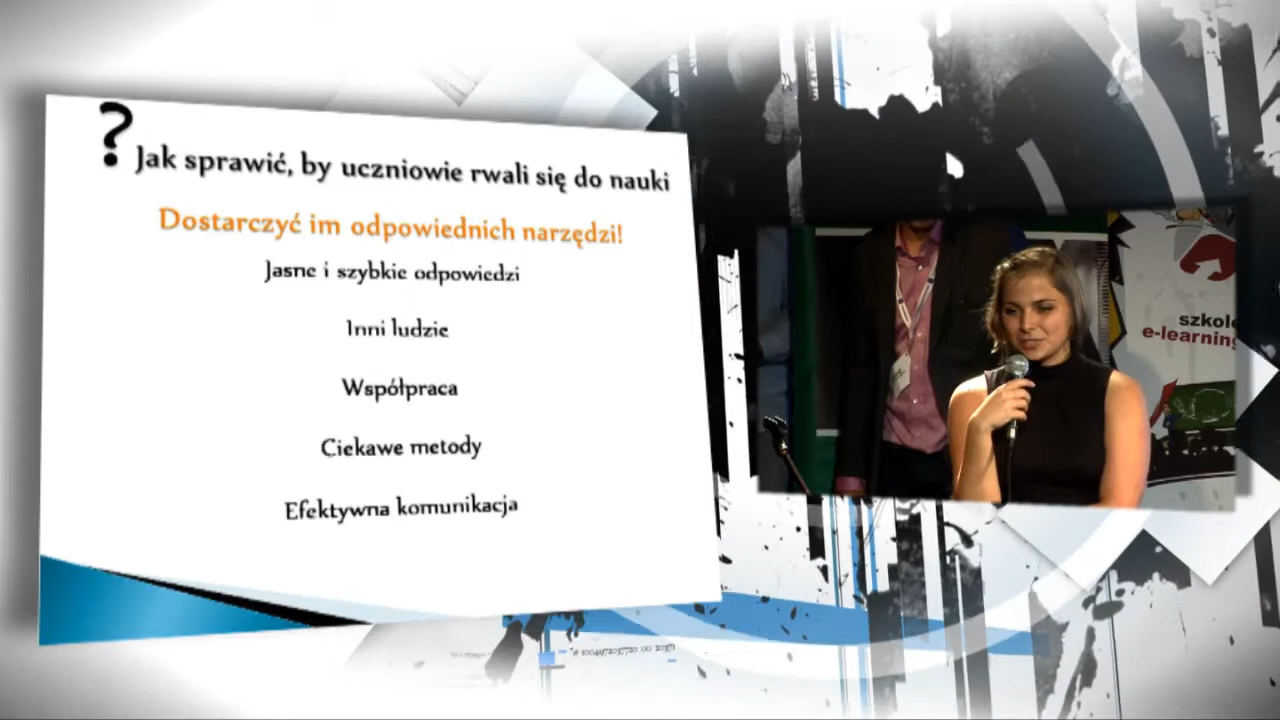 ? Jak sprawić, by uczniowie rwali się do nauki
Dostarczyć im odpowiednich narzędzi!
Jasne i szybkie odpowiedzi
Inni ludzie
Współpraca
Ciekawe metody
Efektywna komunikacja
szkole
e-learning